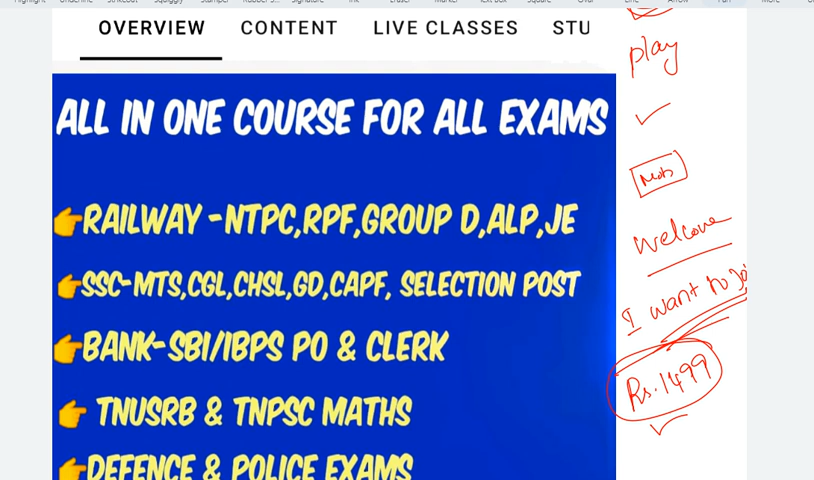 OVERVIEW CONTENT LIVE CLASSES STU
ALL IN ONE COURSE FOR ALL EXAMS
👉RAILWAY -NTPC,RPF,GROUP D,ALP,JE
👉SSC-MTS,CGL,CHSL,GD,CAPF, SELECTION POST
👉BANK-SBI/IBPS PO & CLERK
👉 TNUSRB & TNPSC MATHS
👉DEFENCE & POLICE EXAMS
play
Welcome
I want to
Rs.1499